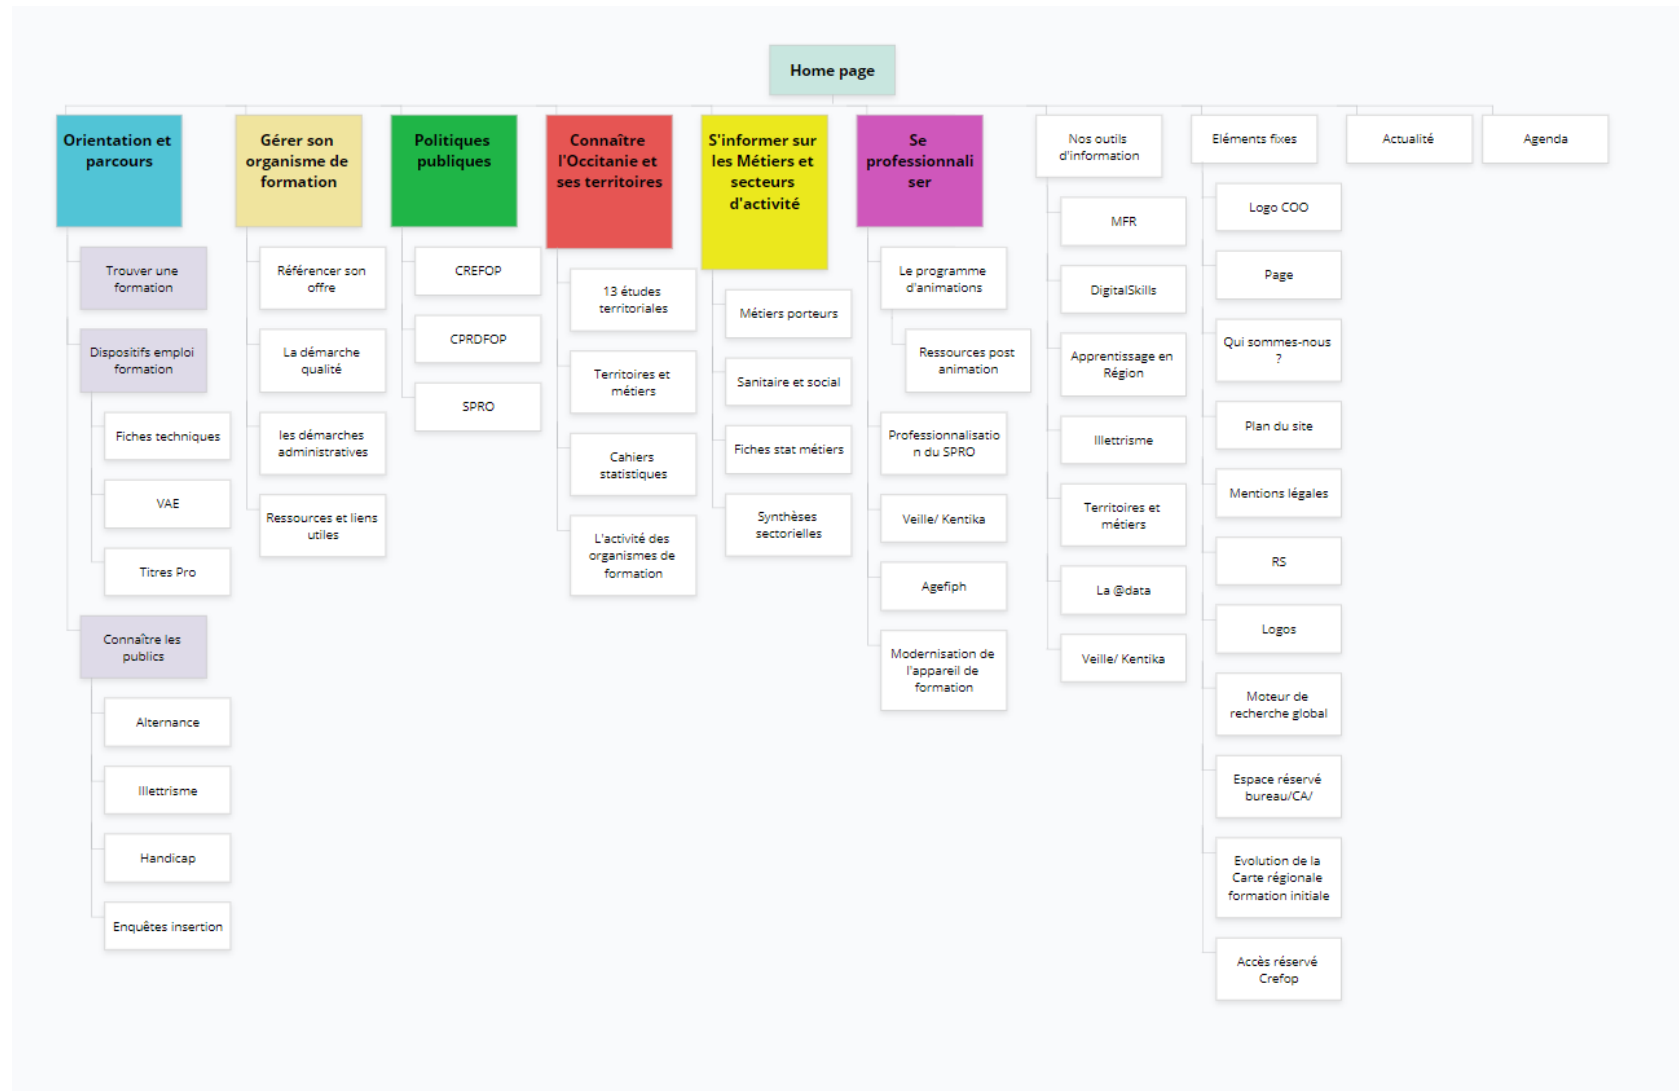 Home page
Orientation et
parcours
Trouver une
formation
Dispositifs emploi
formation
Fiches techniques
VAE
Titres Pro
Connaître les
publics
Alternance
Illettrisme
Handicap
Enquêtes insertion
Gérer son
organisme de
formation
Référencer son
offre
La démarche
qualité
les démarches
administratives
Ressources et liens
utiles
Politiques
publiques
CREFOP
CPRDFOP
SPRO
Connaître
l'Occitanie et
ses territoires
13 études
territoriales
Territoires et
métiers
Cahiers
statistiques
L'activité des
organismes de
formation
S'informer sur
les Métiers et
secteurs
d'activité
Métiers porteurs
Sanitaire et social
Fiches stat métiers
Synthèses
sectorielles
Se
professionnali
ser
Le programme
d'animations
Ressources post
animation
Professionnalisatio
n du SPRO
Veille/ Kentika
Agefiph
Modernisation de
l'appareil de
formation
Nos outils
d'information
MFR
DigitalSkills
Apprentissage en
Région
Illettrisme
Territoires et
métiers
La @data
Veille/ Kentika
Eléments fixes
Logo COO
Page
Qui sommes-nous
?
Plan du site
Mentions légales
RS
Logos
Moteur de
recherche global
Espace réservé
bureau/CA/
Evolution de la
Carte régionale
formation initiale
Accès réservé
Crefop
Actualité
Agenda